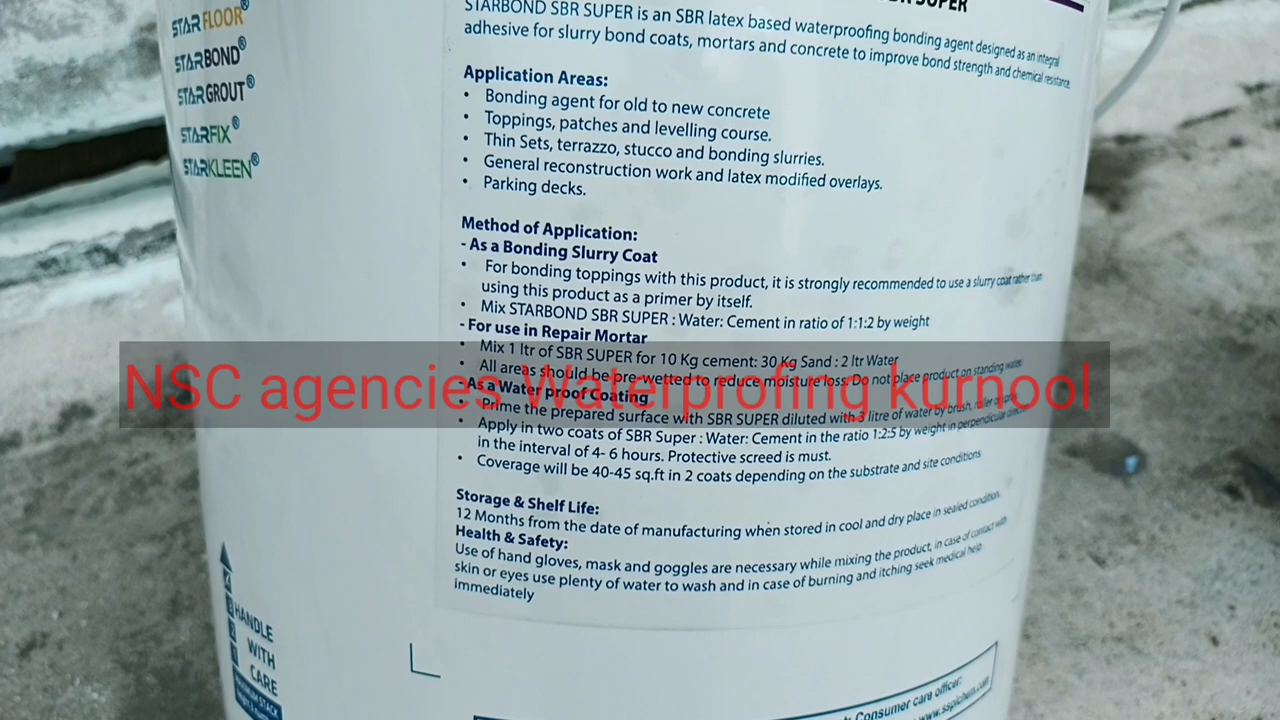 STARFLOOR®
STARBOND®
STARGROUT®
STARFIX®
STARKLEEN®
SUPER
STARBOND SBR SUPER is an SBR latex based waterproofing bonding agent designed as an integral
adhesive for slurry bond coats, mortars and concrete to improve bond strength and chemical resistance.
Application Areas:
• Bonding agent for old to new concrete
• Toppings, patches and levelling course.
• Thin Sets, terrazzo, stucco and bonding slurries.
• General reconstruction work and latex modified overlays.
• Parking decks.
Method of Application:
- As a Bonding Slurry Coat
• For bonding toppings with this product, it is strongly recommended to use a slurry coat rather than
using this product as a primer by itself.
• Mix STARBOND SBR SUPER : Water: Cement in ratio of 1:1:2 by weight
- For use in Repair Mortar
• Mix 1 ltr of SBR SUPER for 10 Kg cement: 30 Kg Sand : 2 ltr Water
• All areas should be pre-wetted to reduce moisture loss. Do not place product on standing water.
NSC agencies Waterprofing kurnool
- As a Water proof Coating
• Prime the prepared surface with SBR SUPER diluted with 3 litre of water by brush, roller or
• Apply in two coats of SBR Super : Water: Cement in the ratio 1:2:5 by weight in perpendicular
in the interval of 4- 6 hours. Protective screed is must.
• Coverage will be 40-45 sq.ft in 2 coats depending on the substrate and site conditions
Storage & Shelf Life:
12 Months from the date of manufacturing when stored in cool and dry place in sealed condition.
Health & Safety:
Use of hand gloves, mask and goggles are necessary while mixing the product, in case of contact with
skin or eyes use plenty of water to wash and in case of burning and itching seek medical help
immediately
HANDLE
WITH
CARE
MAXIMUM STACK
Consumer care officer:
www.sspichem.com